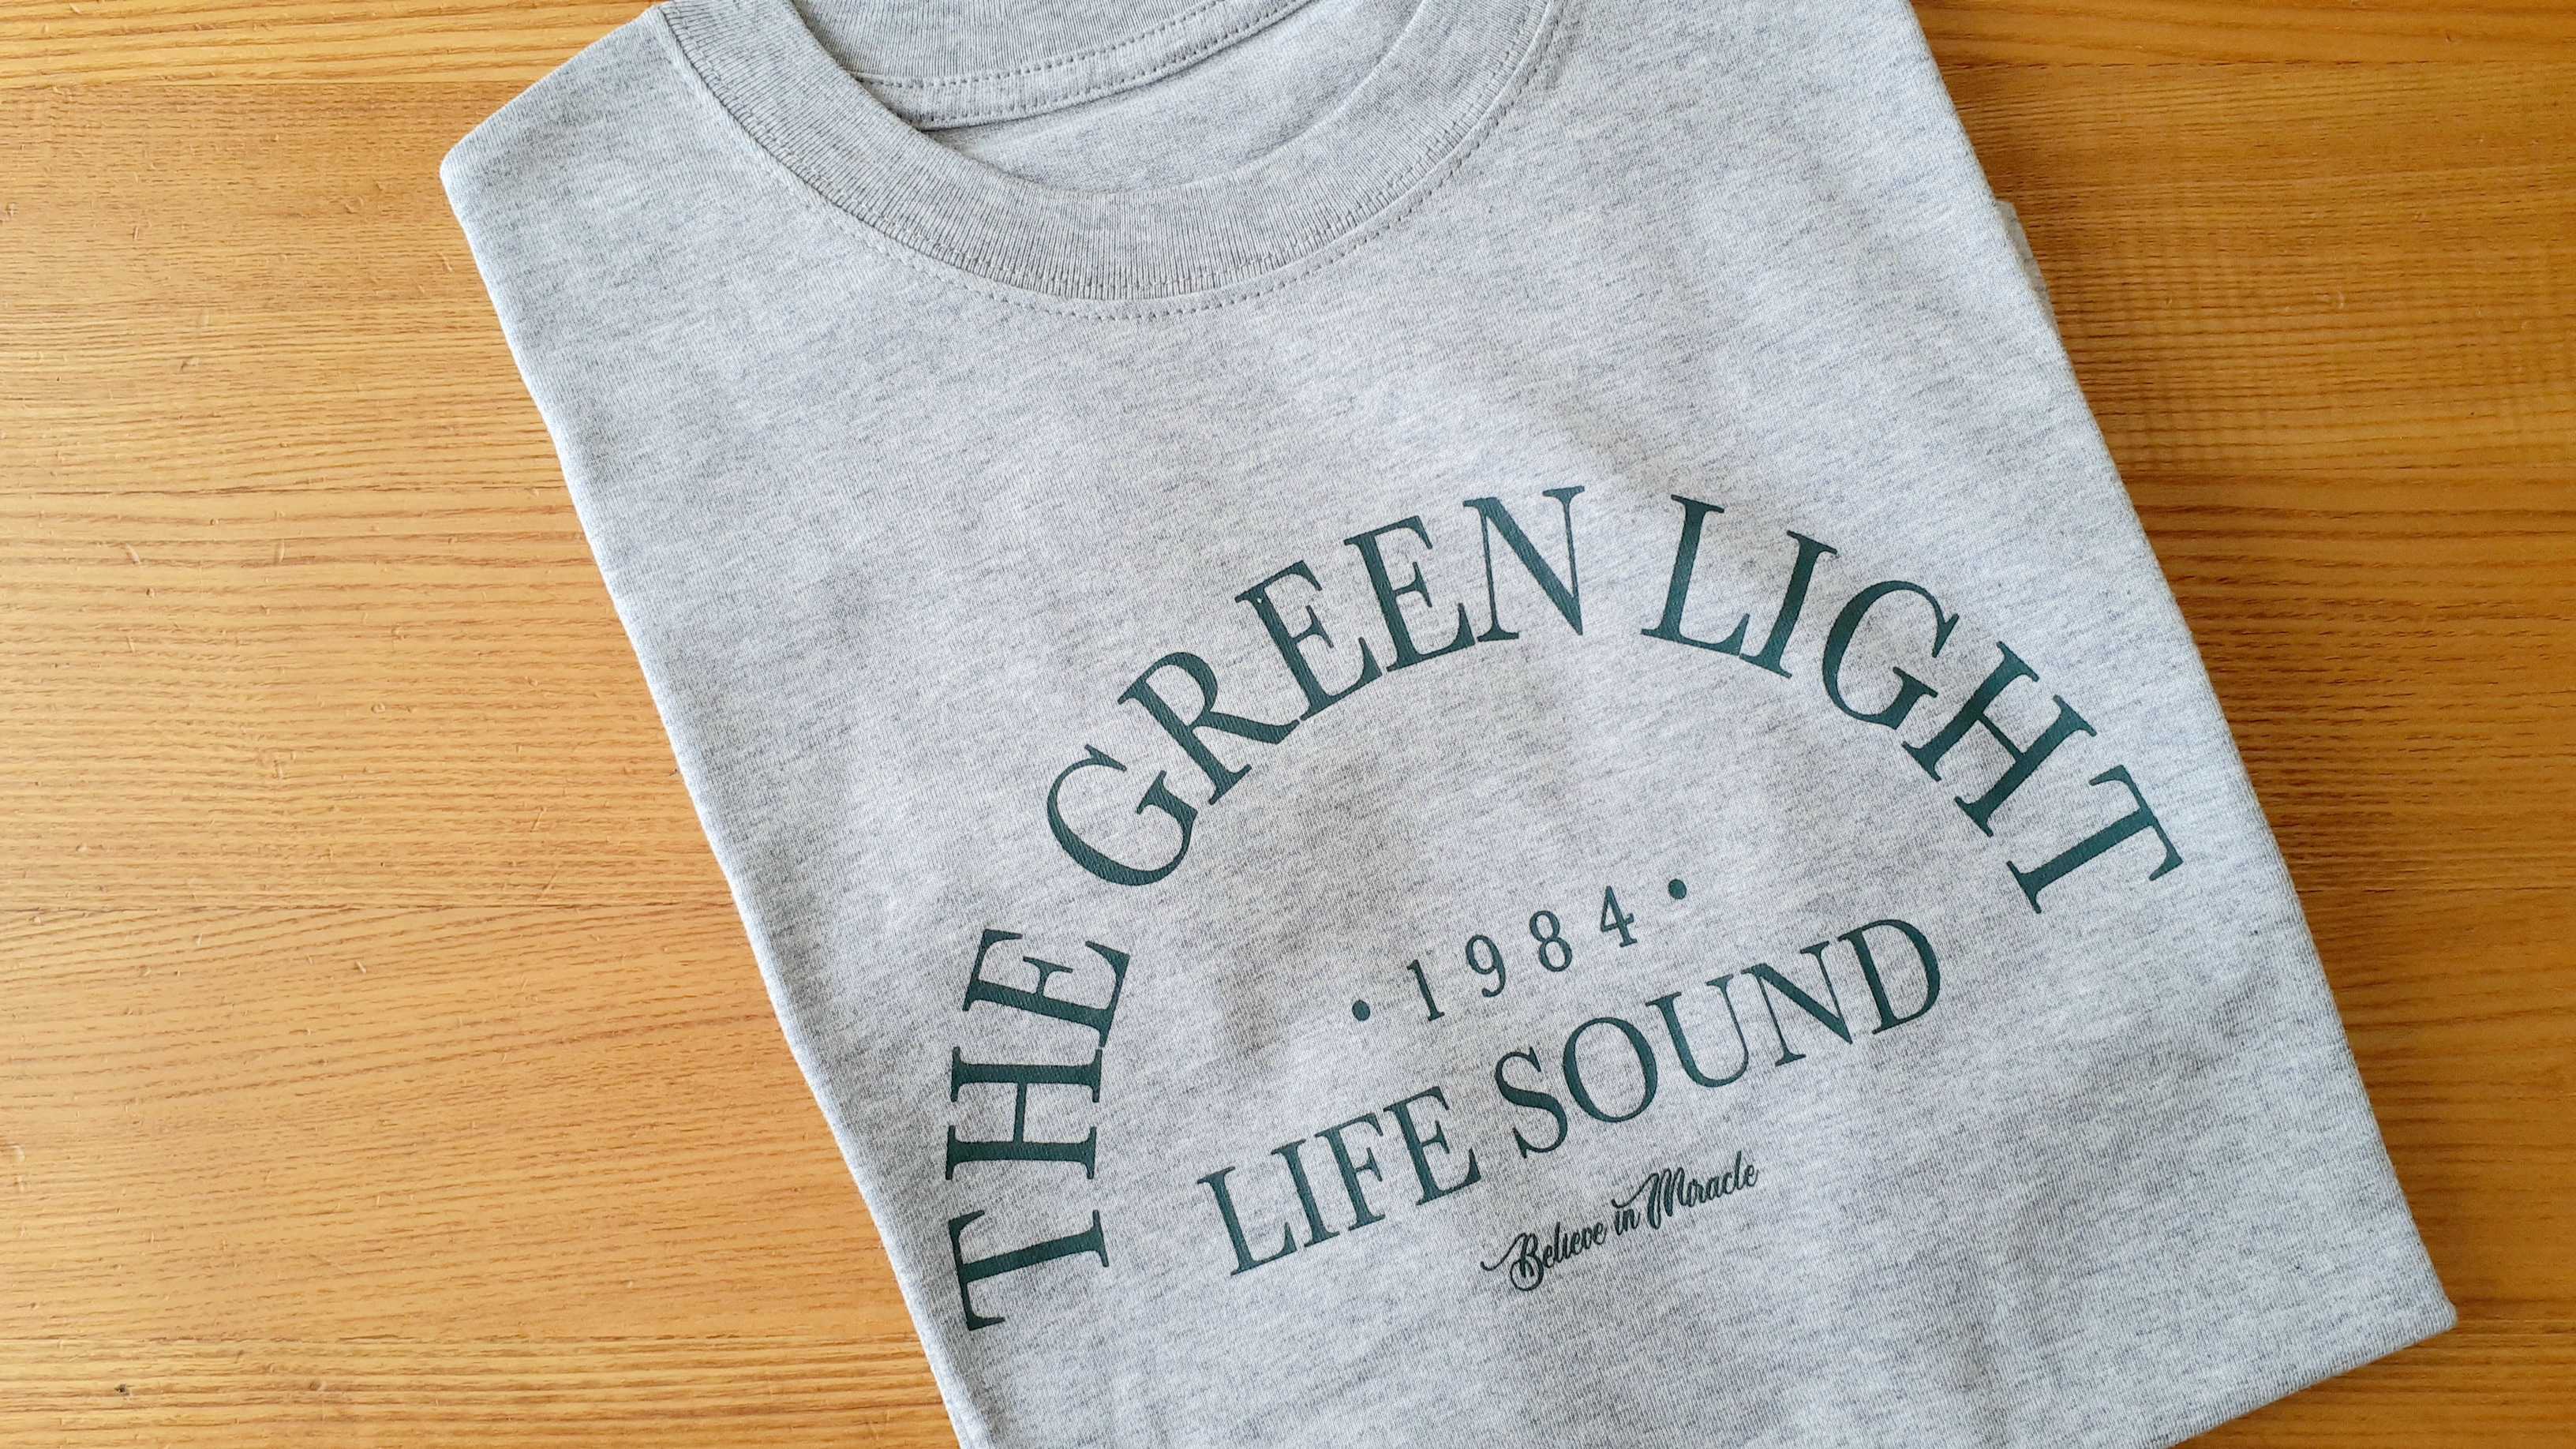 THE GREEN LIGHT
• 1984 •
LIFE SOUND
Believe in Miracle